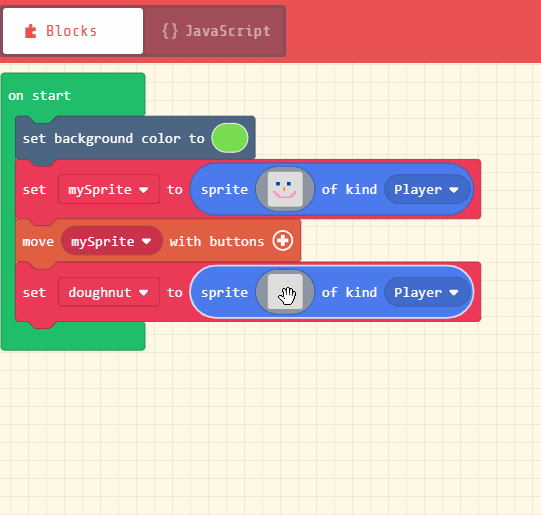 Blocks
{} JavaScript
on start
set background color to
set mySprite to sprite of kind Player
move mySprite with buttons
set doughnut to sprite of kind Player